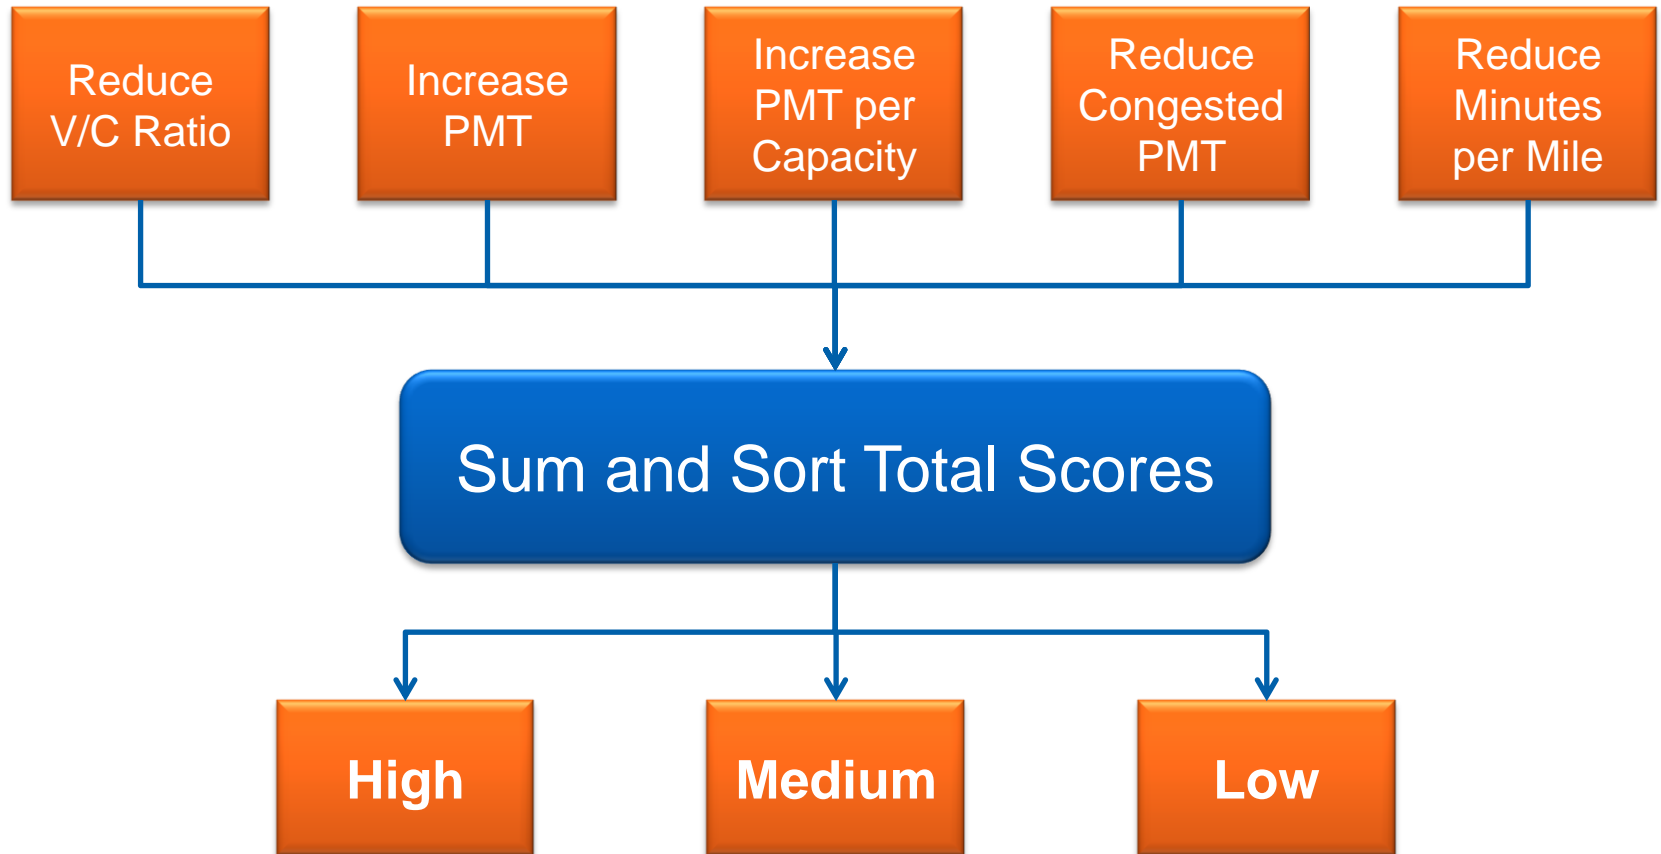 Reduce
V/C Ratio
Increase
PMT
Increase
PMT per
Capacity
Reduce
Congested
PMT
Reduce
Minutes
per Mile
Sum and Sort Total Scores
High
Medium
Low